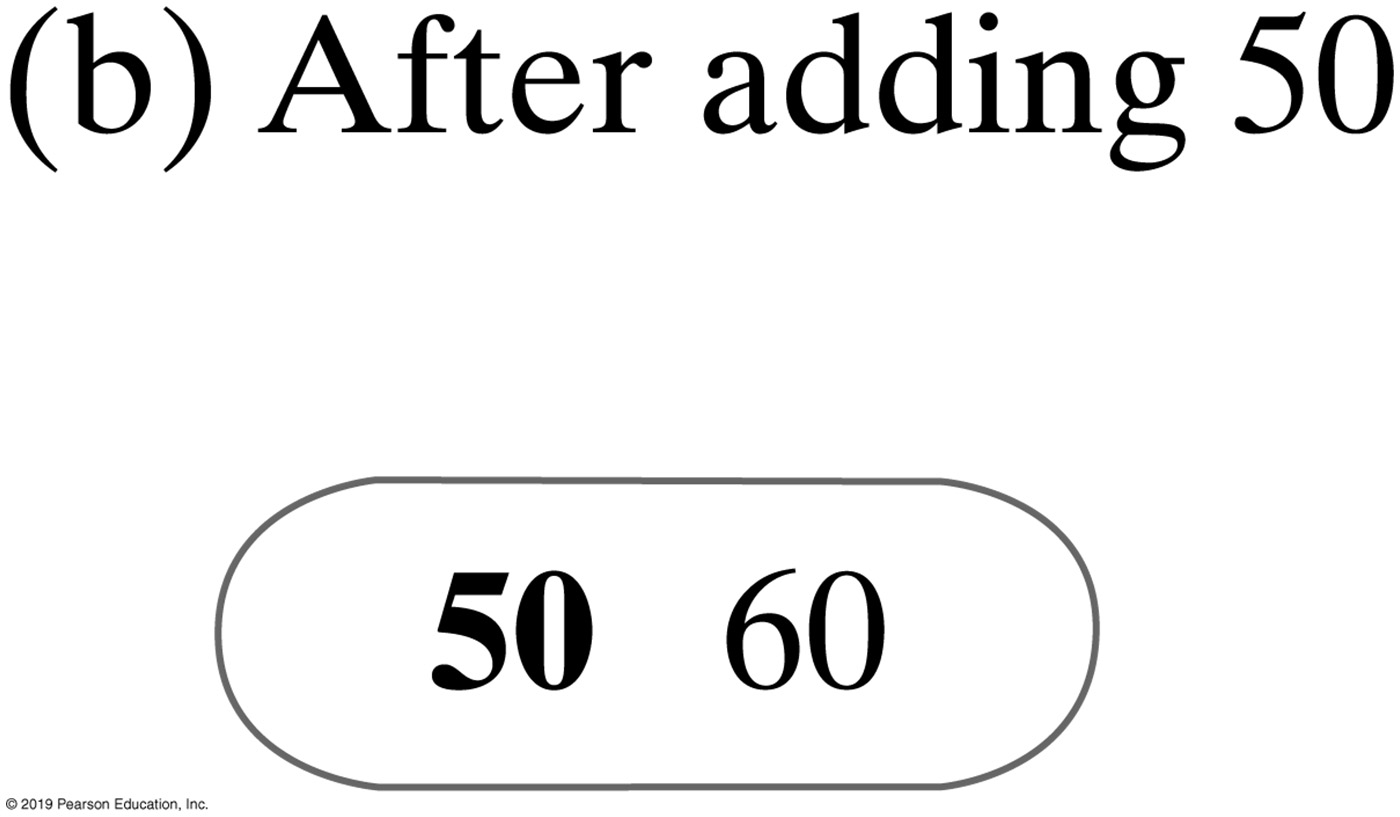 (b) After adding 50
50 60
© 2019 Pearson Education, Inc.